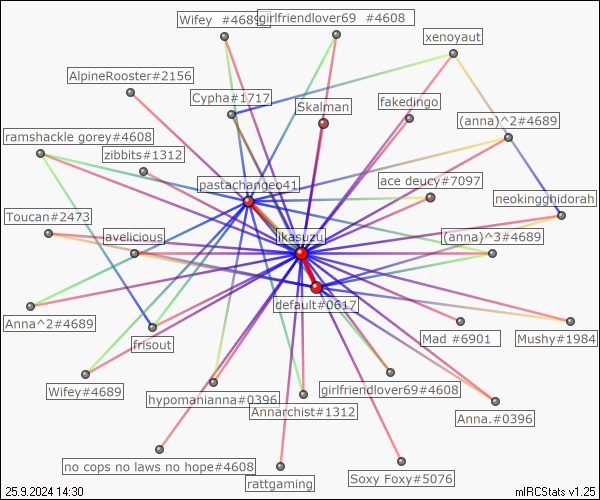 Wifey  #4689
girlfriendlover69  #4608
xenoyaut
AlpineRooster#2156
Cypha#1717
Skalman
fakedingo
(anna)^2#4689
ramshackle gorey#4608
zibbits#1312
pastachangeo41
ace deucy#7097
neokingghidorah
Toucan#2473
avelicious
ikasuzu
(anna)^3#4689
default#0617
Anna^2#4689
frisout
Mad #6901
Mushy#1984
Wifey#4689
hypomanianna#0396
Annarchist#1312
girlfriendlover69#4608
Anna.#0396
no cops no laws no hope#4608
rattgaming
Soxy Foxy#5076
25.9.2024 14:30
mIRCStats v1.25